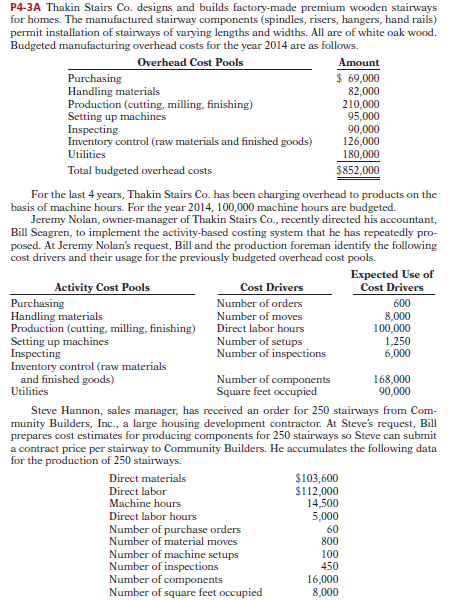 P4-3A Thakin Stairs Co. designs and builds factory-made premium wooden stairways
for homes. The manufactured stairway components (spindles, risers, hangers, hand rails)
permit installation of stairways of varying lengths and widths. All are of white oak wood.
Budgeted manufacturing overhead costs for the year 2014 are as follows.
Overhead Cost Pools Amount
Purchasing $ 69,000
Handling materials 82,000
Production (cutting, milling, finishing) 210,000
Setting up machines 95,000
Inspecting 90,000
Inventory control (raw materials and finished goods) 126,000
Utilities 180,000
Total budgeted overhead costs $852,000
For the last 4 years, Thakin Stairs Co. has been charging overhead to products on the
basis of machine hours. For the year 2014, 100,000 machine hours are budgeted.
Jeremy Nolan, owner-manager of Thakin Stairs Co., recently directed his accountant,
Bill Seagren, to implement the activity-based costing system that he has repeatedly pro-
posed. At Jeremy Nolan's request, Bill and the production foreman identify the following
cost drivers and their usage for the previously budgeted overhead cost pools.
Expected Use of
Activity Cost Pools Cost Drivers Cost Drivers
Purchasing Number of orders 600
Handling materials Number of moves 8,000
Production (cutting, milling, finishing) Direct labor hours 100,000
Setting up machines Number of setups 1,250
Inspecting Number of inspections 6,000
Inventory control (raw materials
and finished goods) Number of components 168,000
Utilities Square feet occupied 90,000
Steve Hannon, sales manager, has received an order for 250 stairways from Com-
munity Builders, Inc., a large housing development contractor. At Steve's request, Bill
prepares cost estimates for producing components for 250 stairways so Steve can submit
a contract price per stairway to Community Builders. He accumulates the following data
for the production of 250 stairways.
Direct materials $103,600
Direct labor $112,000
Machine hours 14,500
Direct labor hours 5,000
Number of purchase orders 60
Number of material moves 800
Number of machine setups 100
Number of inspections 450
Number of components 16,000
Number of square feet occupied 8,000